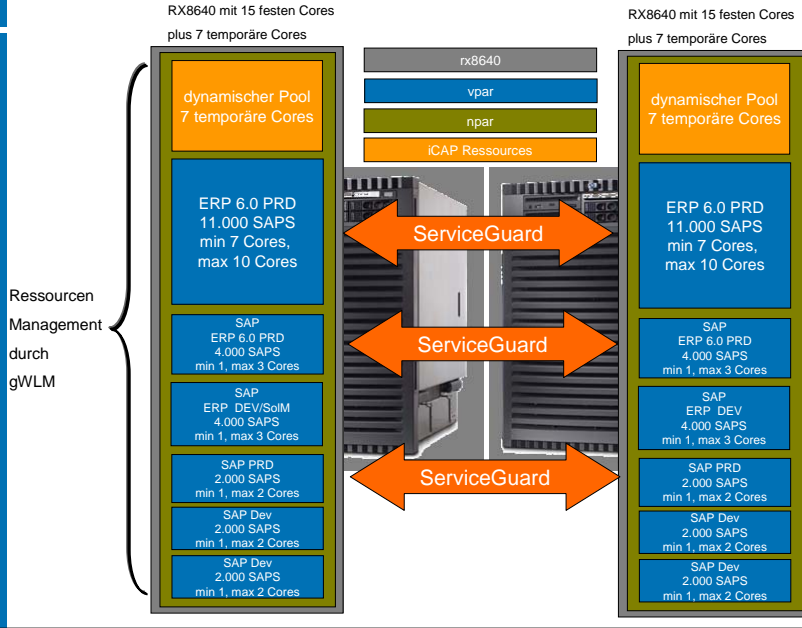 RX8640 mit 15 festen Cores
plus 7 temporäre Cores
RX8640 mit 15 festen Cores
plus 7 temporäre Cores
rx8640
vpar
npar
iCAP Ressources
dynamischer Pool
7 temporäre Cores
ERP 6.0 PRD
11.000 SAPS
min 7 Cores,
max 10 Cores
SAP
ERP 6.0 PRD
4.000 SAPS
min 1, max 3 Cores
SAP
ERP  DEV/SolM
4.000 SAPS
min 1, max 3 Cores
SAP PRD
2.000 SAPS
min 1, max 2 Cores
SAP Dev
2.000 SAPS
min 1, max 2 Cores
SAP Dev
2.000 SAPS
min 1, max 2 Cores
Ressourcen
Management
durch
gWLM
ServiceGuard
ServiceGuard
ServiceGuard
dynamischer Pool
7 temporäre Cores
ERP 6.0 PRD
11.000 SAPS
min 7 Cores,
max 10 Cores
SAP
ERP 6.0 PRD
4.000 SAPS
min 1, max 3 Cores
SAP
ERP  DEV
4.000 SAPS
min 1, max 3 Cores
SAP PRD
2.000 SAPS
min 1, max 2 Cores
SAP Dev
2.000 SAPS
min 1, max 2 Cores
SAP Dev
2.000 SAPS
min 1, max 2 Cores